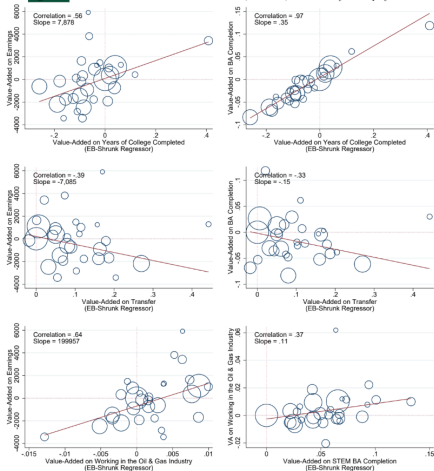 Correlation = .56
Slope = 7,878
Value-Added on Earnings
-4000 -2000 0 2000 4000 6000
-.2 0 .2 .4
Value-Added on Years of College Completed
(EB-Shrunk Regressor)
Correlation = .97
Slope = .35
Value-Added on BA Completion
-.1 -.05 0 .05 .10 .15
-.2 0 .2 .4
Value-Added on Years of College Completed
(EB-Shrunk Regressor)
Correlation = -.39
Slope = -7,085
Value-Added on Earnings
-4000 -2000 0 2000 4000 6000
0 .1 .2 .3 .4
Value-Added on Transfer
(EB-Shrunk Regressor)
Correlation = -.33
Slope = -.15
Value-Added on BA Completion
-.1 -.05 0 .05 .10 .15
0 .1 .2 .3 .4
Value-Added on Transfer
(EB-Shrunk Regressor)
Correlation = .64
Slope = 199957
Value-Added on Earnings
-4000 -2000 0 2000 4000 6000
-.015 -.01 -.005 0 .005 .01
Value-Added on Working in the Oil & Gas Industry
(EB-Shrunk Regressor)
Correlation = .37
Slope = .11
VA on Working in the Oil & Gas Industry
-.02 0 .02 .04 .06
0 .05 .1 .15
Value-Added on STEM BA Completion
(EB-Shrunk Regressor)